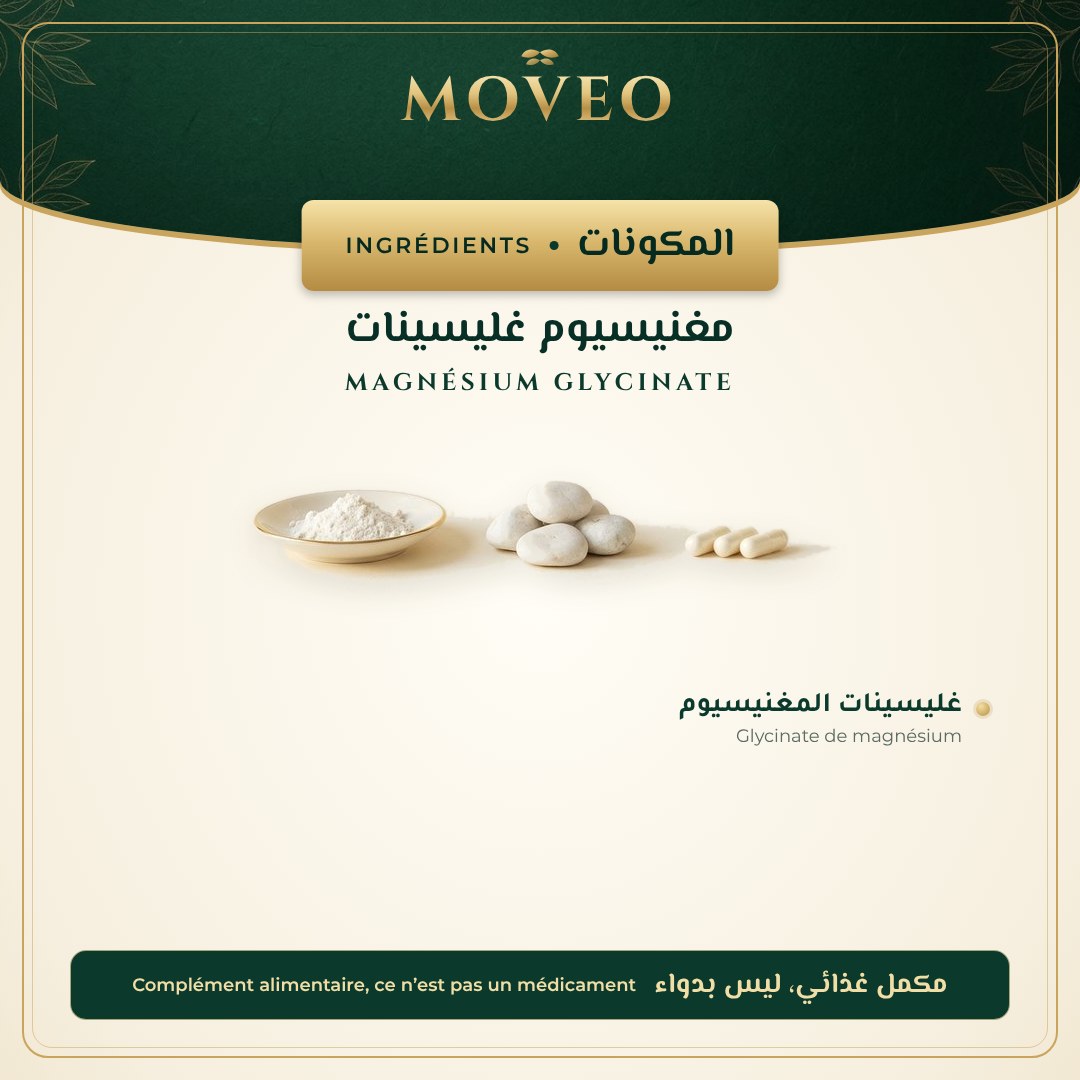 MOVEO
INGRÉDIENTS • المكونات
مغنيسيوم غليسينات
MAGNÉSIUM GLYCINATE
غليسينات المغنيسيوم
Glycinate de magnésium
Complément alimentaire, ce n’est pas un médicament مكمل غذائي، ليس بدواء